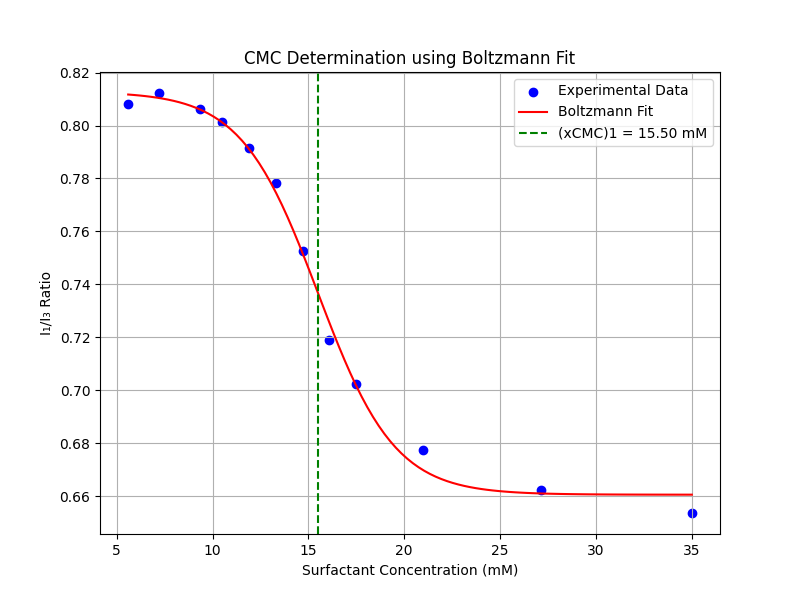 CMC Determination using Boltzmann Fit
Experimental Data
Boltzmann Fit
(xCMC)1 = 15.50 mM
I₁/I₃ Ratio
0.82
0.80
0.78
0.76
0.74
0.72
0.70
0.68
0.66
5 10 15 20 25 30 35
Surfactant Concentration (mM)